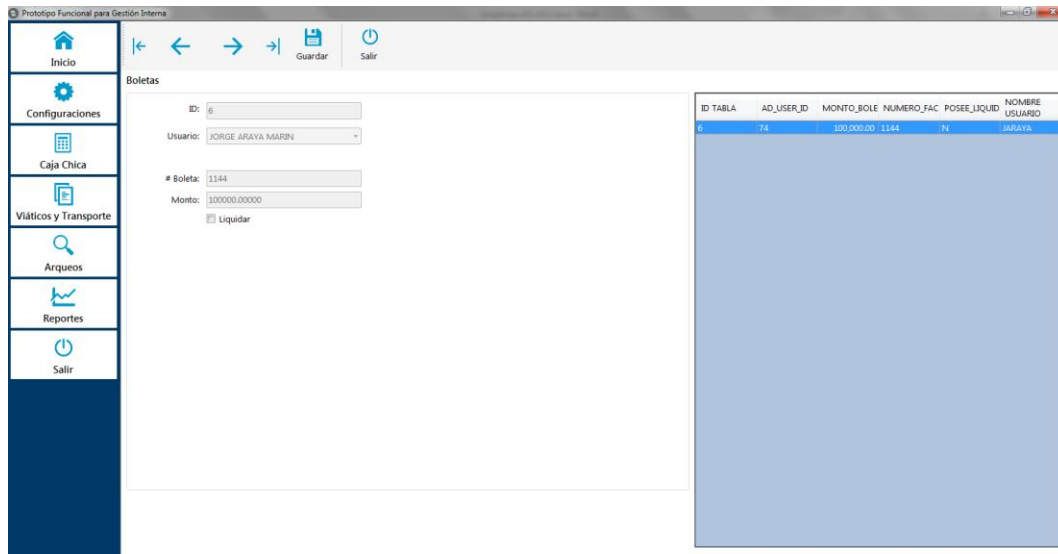 Prototipo Funcional para Gestión Interna
Inicio
Configuraciones
Caja Chica
Viáticos y Transporte
Arqueos
Reportes
Salir
Guardar
Salir
Boletas
ID: 6
Usuario: JORGE ARAYA MARIN
# Boleta: 1144
Monto: 100000.00000
Liquidar
ID TABLA AD_USER_ID MONTO_BOLE NUMERO_FAC POSEE_LIQUID NOMBRE USUARIO
6 74 100,000.00 1144 N JARAYA